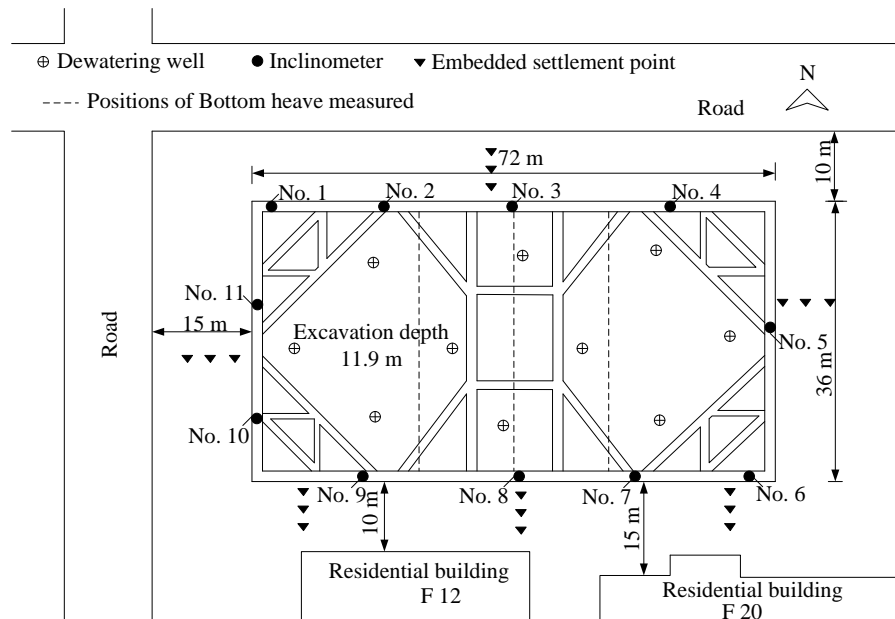 Dewatering well
Inclinometer
Embedded settlement point
N
Positions of Bottom heave measured
Road
72 m
10 m
No. 1
No. 2
No. 3
No. 4
No. 11
15 m
Road
Excavation depth
11.9 m
No. 5
36 m
No. 10
No. 9
No. 8
No. 7
No. 6
10 m
15 m
Residential building
F 12
Residential building
F 20